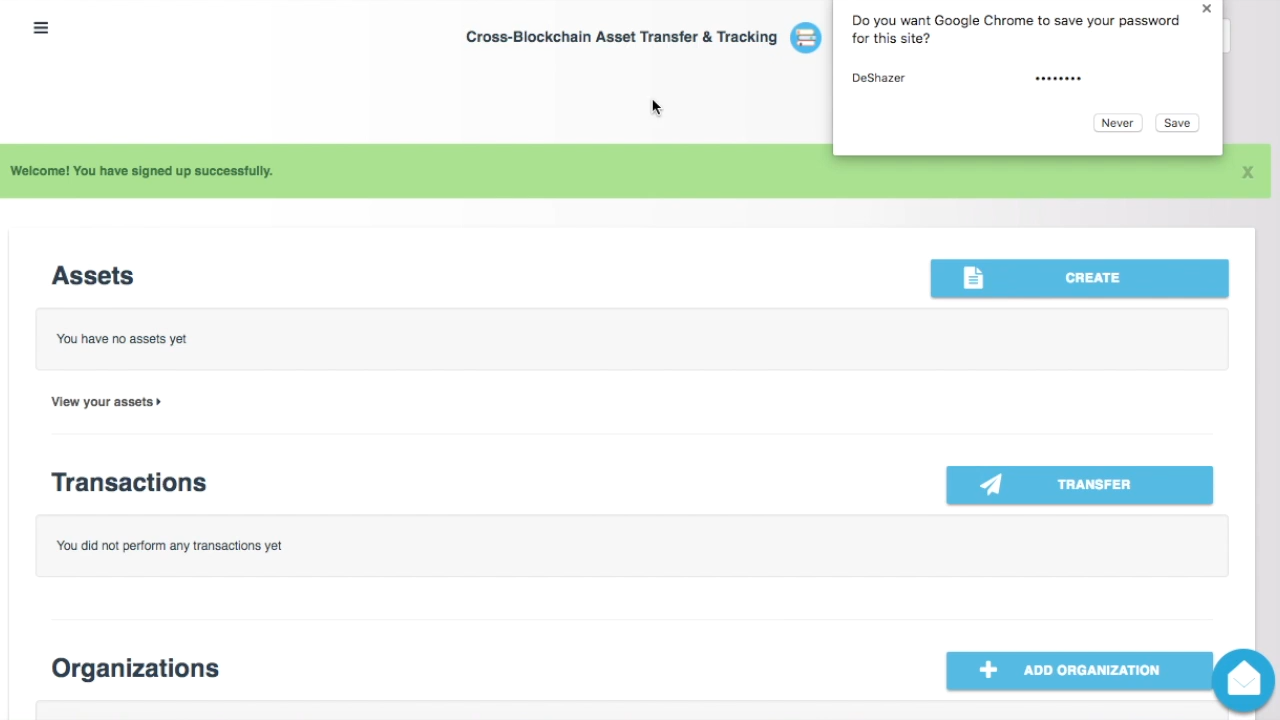 Cross-Blockchain Asset Transfer & Tracking
Do you want Google Chrome to save your password
for this site?
DeShazer ••••••••
Never Save
Welcome! You have signed up successfully. X
Assets
CREATE
You have no assets yet
View your assets
Transactions
TRANSFER
You did not perform any transactions yet
Organizations
ADD ORGANIZATION